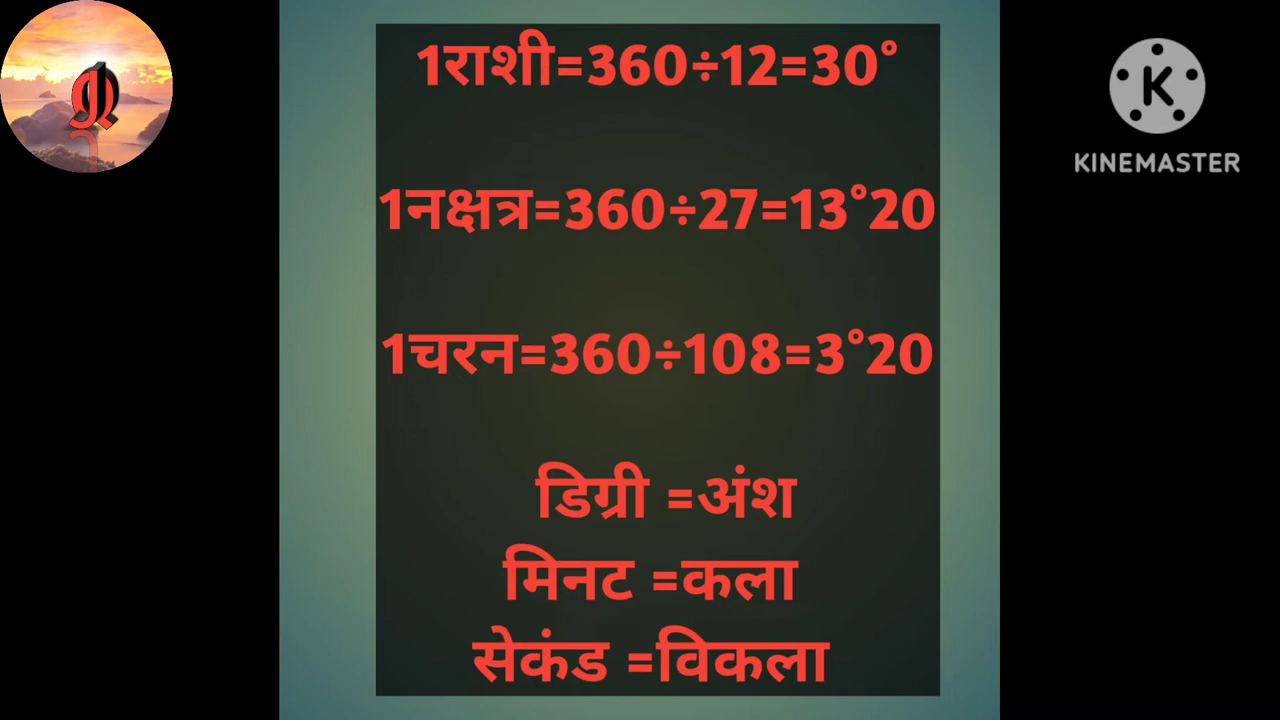 1राशी=360÷12=30°
1नक्षत्र=360÷27=13°20
1चरन=360÷108=3°20
डिग्री =अंश
मिनट =कला
सेकंड =विकला
K
KINEMASTER